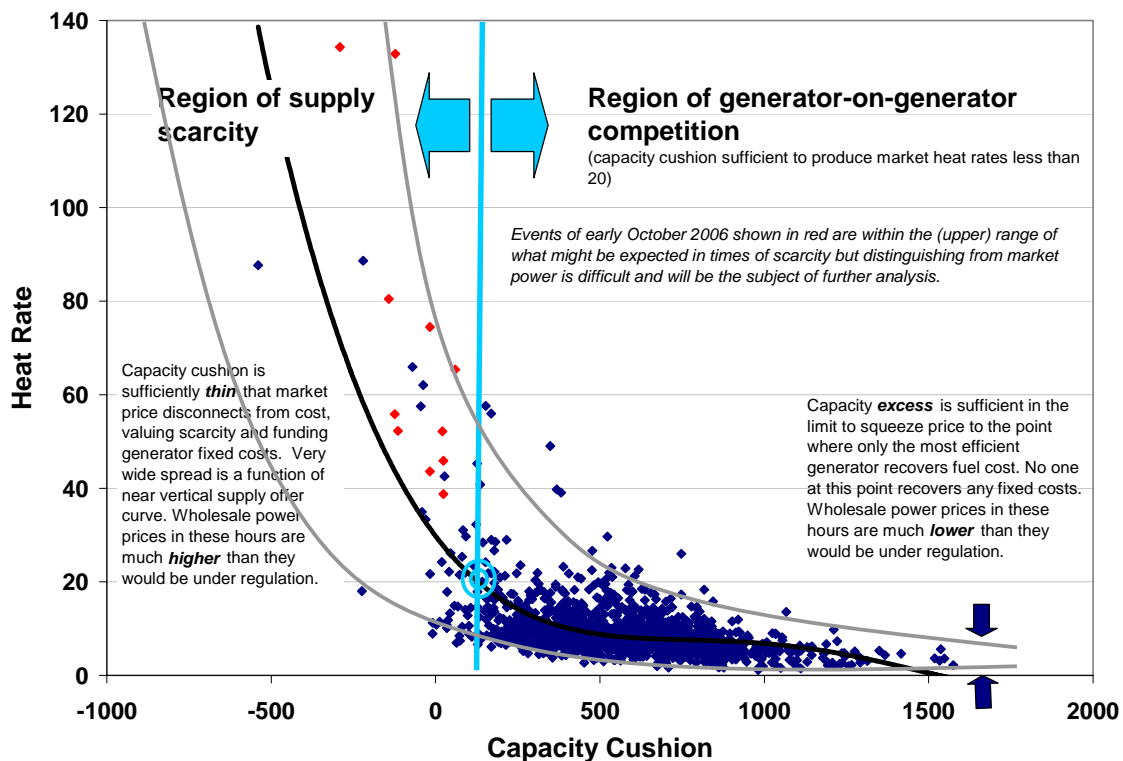 140
120
100
80
60
40
20
0
Heat Rate
-1000
-500
0
500
1000
1500
2000
Capacity Cushion
Region of supply
scarcity
Region of generator-on-generator
competition
(capacity cushion sufficient to produce market heat rates less than
20)
Events of early October 2006 shown in red are within the (upper) range of
what might be expected in times of scarcity but distinguishing from market
power is difficult and will be the subject of further analysis.
Capacity cushion is
sufficiently thin that market
price disconnects from cost,
valuing scarcity and funding
generator fixed costs. Very
wide spread is a function of
near vertical supply offer
curve. Wholesale power
prices in these hours are
much higher than they
would be under regulation.
Capacity excess is sufficient in the
limit to squeeze price to the point
where only the most efficient
generator recovers fuel cost. No one
at this point recovers any fixed costs.
Wholesale power prices in these
hours are much lower than they
would be under regulation.